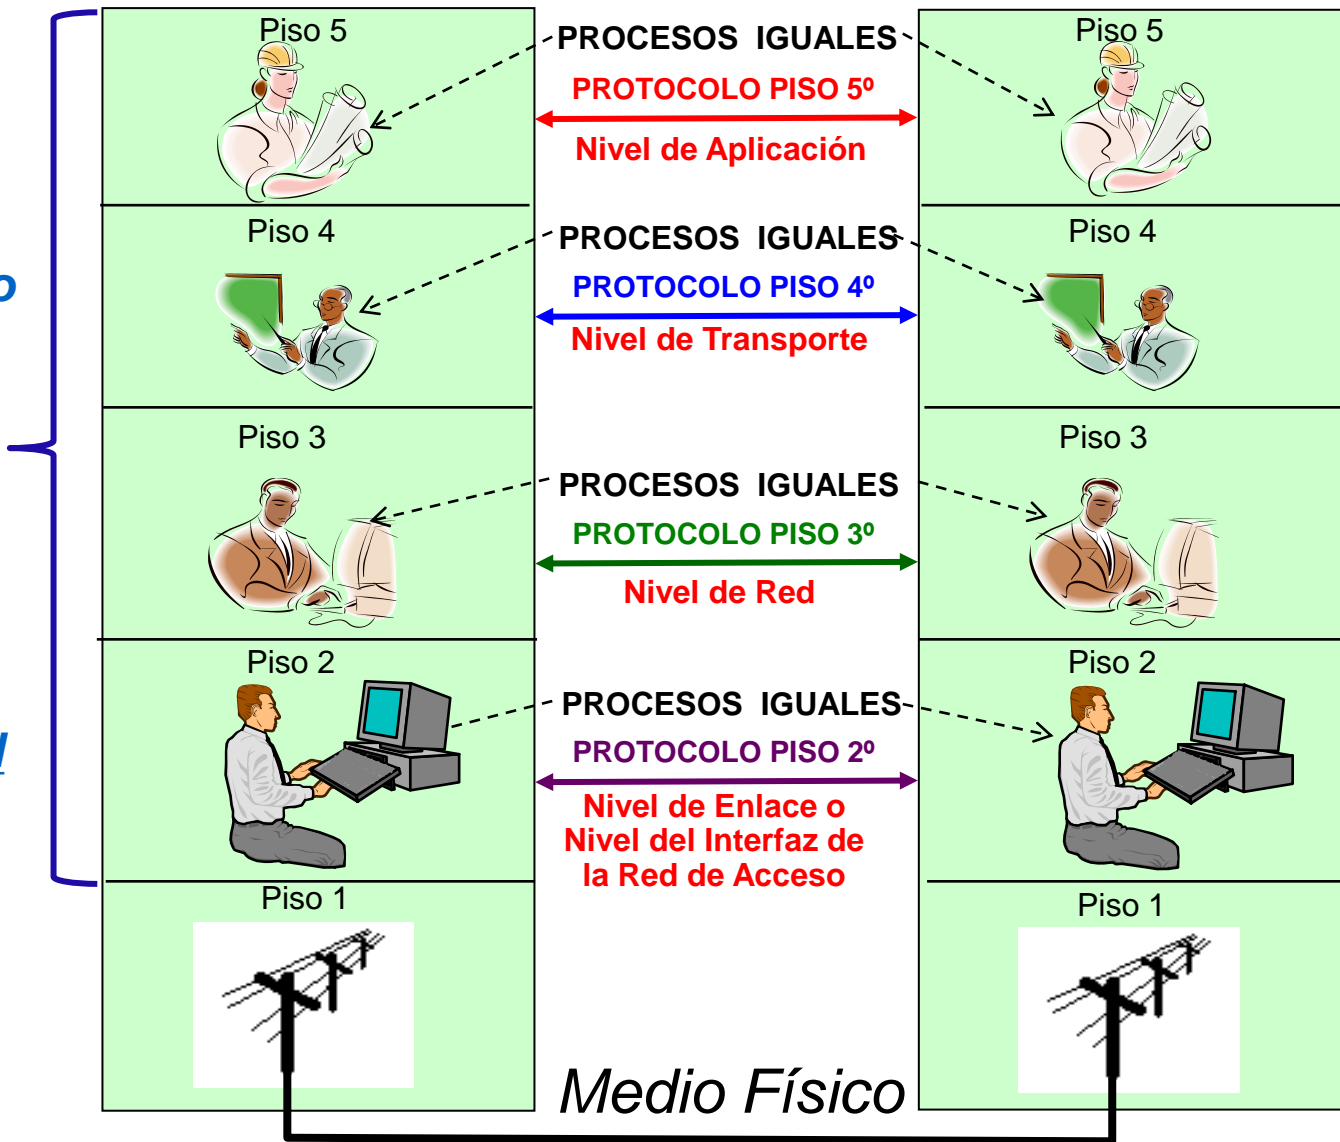 Piso 5
PROCESOS IGUALES
Piso 5
PROTOCOLO PISO 5º
Nivel de Aplicación
Piso 4
PROCESOS IGUALES
Piso 4
PROTOCOLO PISO 4º
Nivel de Transporte
Piso 3
Piso 3
PROCESOS IGUALES
PROTOCOLO PISO 3º
Nivel de Red
Piso 2
Piso 2
PROCESOS IGUALES
PROTOCOLO PISO 2º
Nivel de Enlace o
Nivel del Interfaz de
la Red de Acceso
Piso 1
Piso 1
Medio Físico